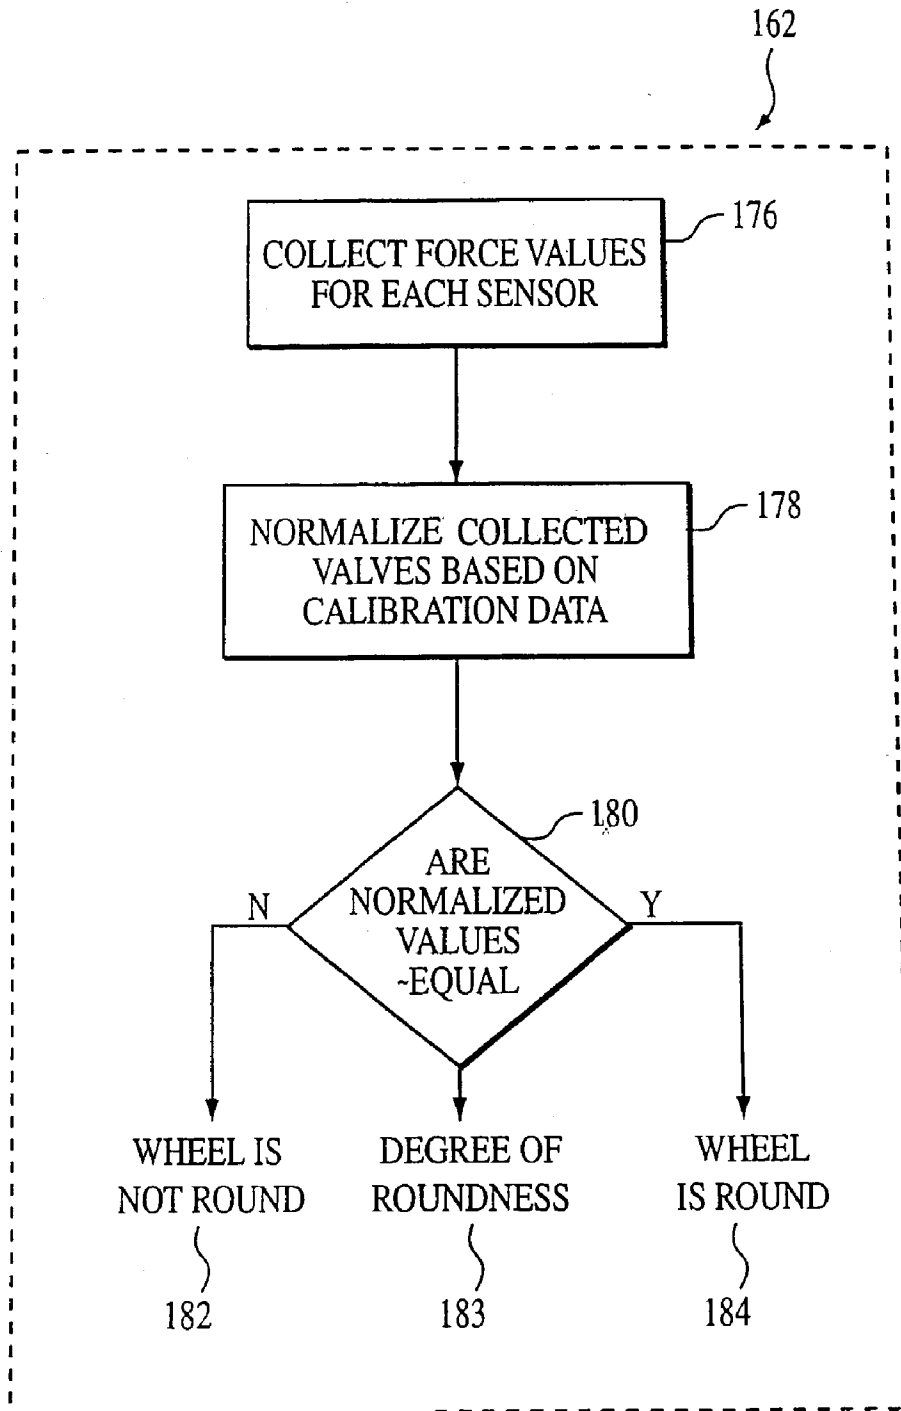 162
176
COLLECT FORCE VALUES
FOR EACH SENSOR
178
NORMALIZE COLLECTED
VALVES BASED ON
CALIBRATION DATA
180
ARE
NORMALIZED
VALUES
~EQUAL
N
Y
WHEEL IS
NOT ROUND
DEGREE OF
ROUNDNESS
WHEEL
IS ROUND
182
183
184